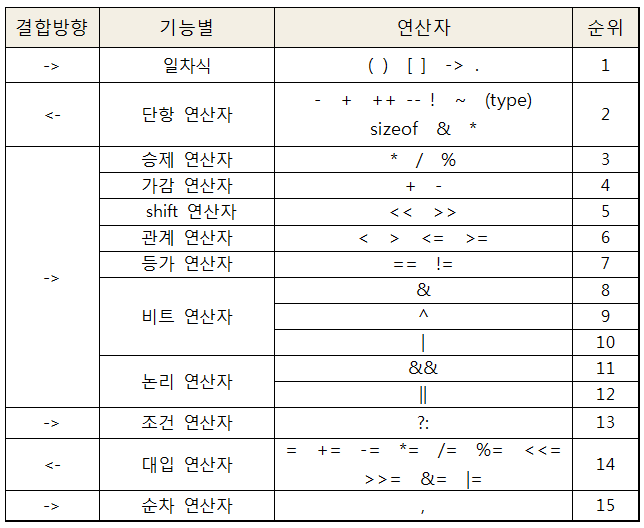 결합방향 기능별 연산자 순위
-> 일차식 ( ) [ ] -> . 1
<- 단항 연산자 - + ++ -- ! ~ (type) 2
sizeof & *
-> 승제 연산자 * / % 3
가감 연산자 + - 4
shift 연산자 << >> 5
관계 연산자 < > <= >= 6
등가 연산자 == != 7
비트 연산자 & 8
^ 9
| 10
논리 연산자 && 11
|| 12
-> 조건 연산자 ?: 13
<- 대입 연산자 = += -= *= /= %= <<= 14
>>= &= |=
-> 순차 연산자 , 15